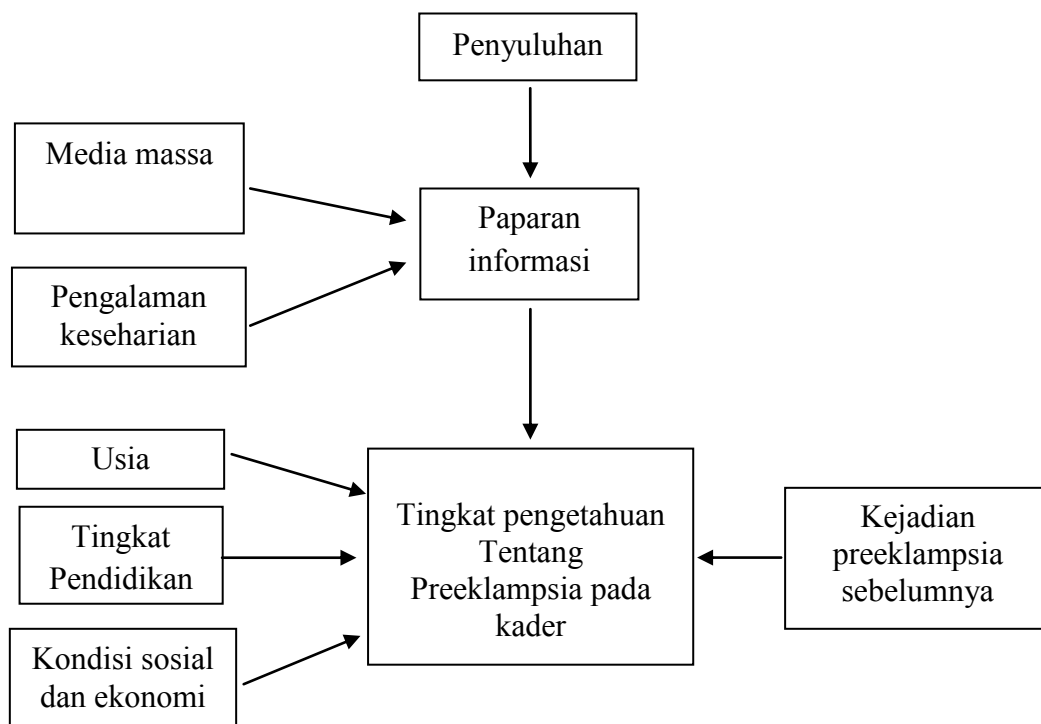 Penyuluhan
Media massa
Paparan
informasi
Pengalaman
keseharian
Usia
Tingkat
Pendidikan
Kondisi sosial
dan ekonomi
Tingkat pengetahuan
Tentang
Preeklampsia pada
kader
Kejadian
preeklampsia
sebelumnya